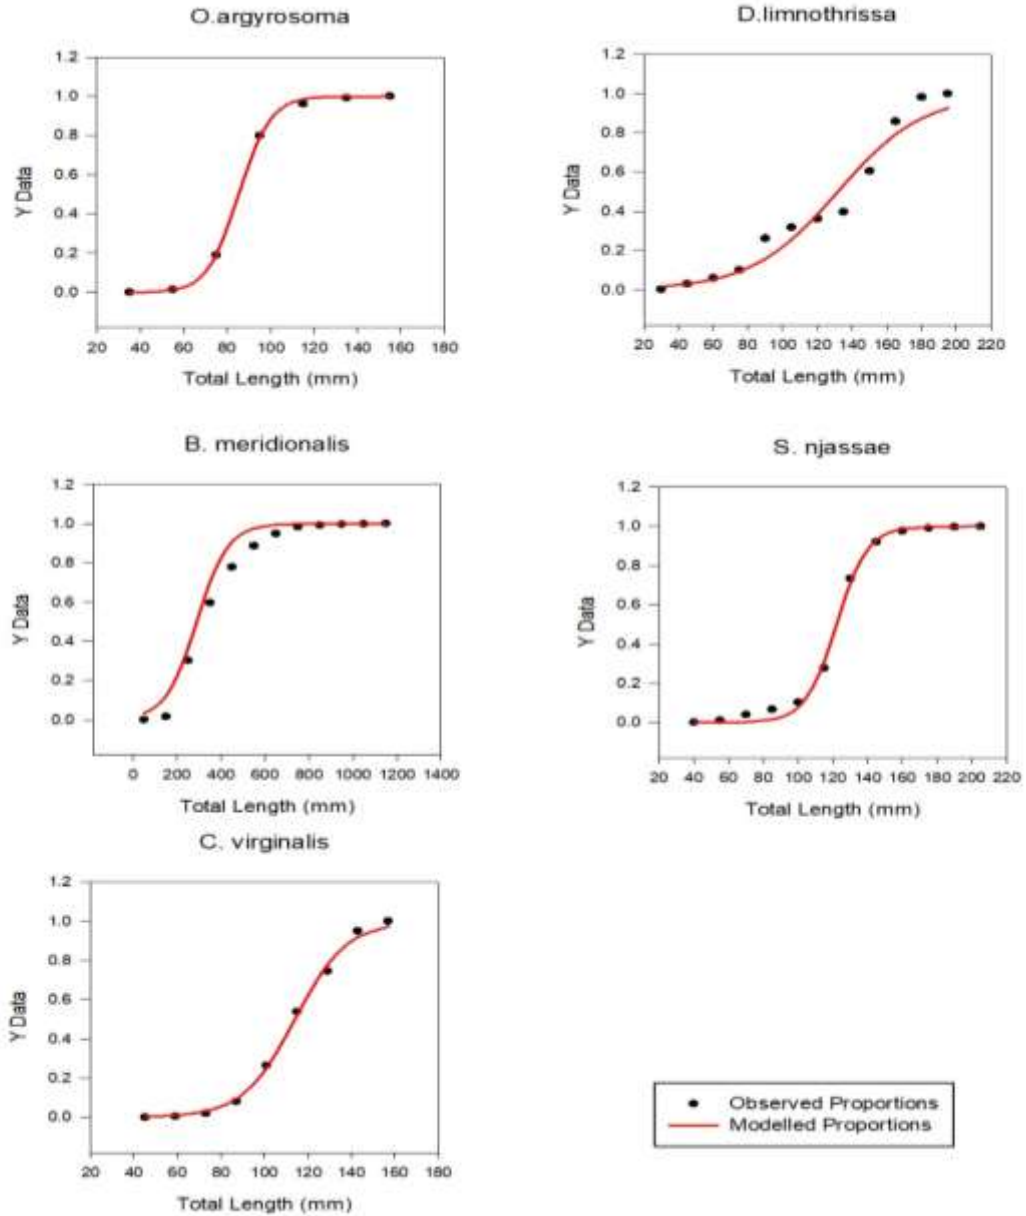 O.argyrosoma
1.2
1.0
0.8
0.6
0.4
0.2
0.0
Y Data
20 40 60 80 100 120 140 160 180
Total Length (mm)
D.limnothrissa
1.2
1.0
0.8
0.6
0.4
0.2
0.0
Y Data
20 40 60 80 100 120 140 160 180 200 220
Total Length (mm)
B. meridionalis
1.2
1.0
0.8
0.6
0.4
0.2
0.0
Y Data
0 200 400 600 800 1000 1200 1400
Total Length (mm)
S. njassae
1.2
1.0
0.8
0.6
0.4
0.2
0.0
Y Data
20 40 60 80 100 120 140 160 180 200 220
Total Length (mm)
C. virginalis
1.2
1.0
0.8
0.6
0.4
0.2
0.0
Y Data
20 40 60 80 100 120 140 160 180
Total Length (mm)
Observed Proportions
Modelled Proportions